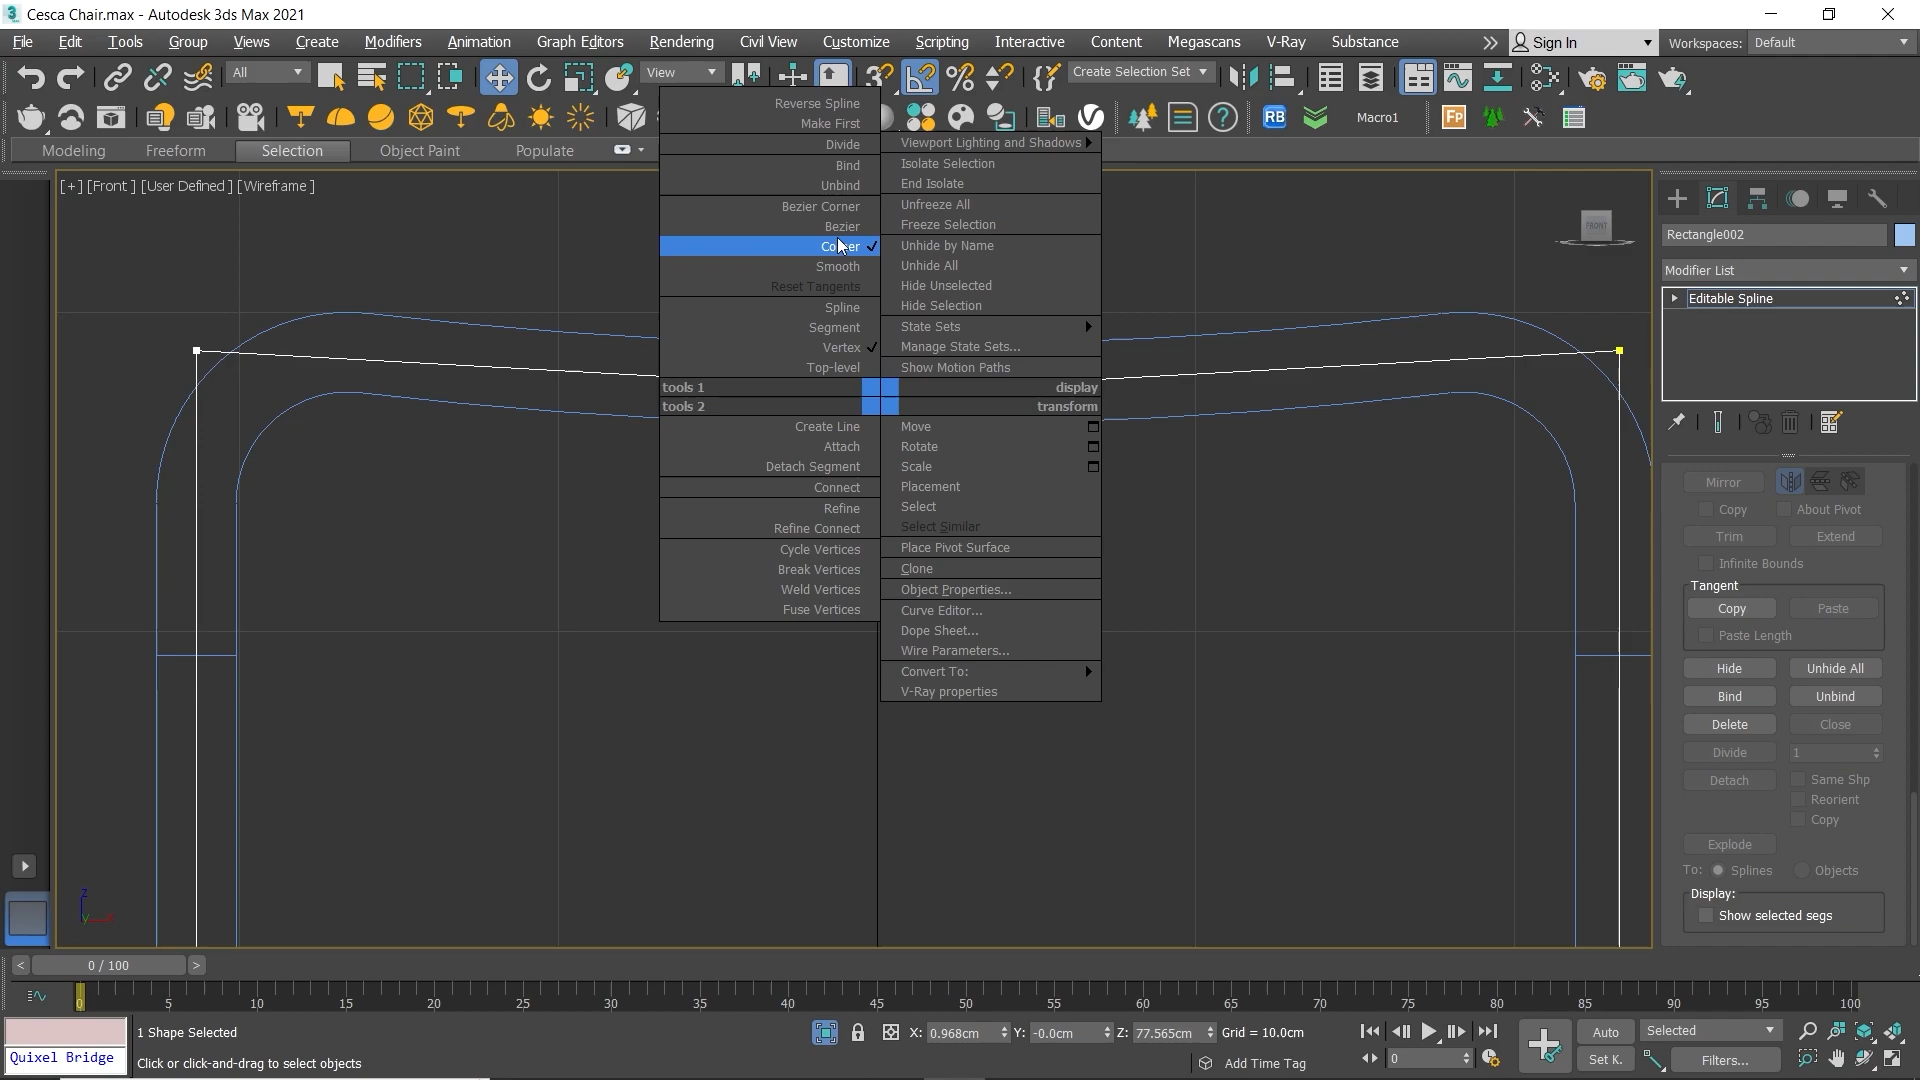 Cesca Chair.max - Autodesk 3ds Max 2021
File Edit Tools Group Views Create Modifiers Animation Graph Editors Rendering Civil View Customize Scripting Interactive Content Megascans V-Ray Substance Sign In Workspaces: Default
All View Create Selection Set
RB Macro1 Fp
Modeling Freeform Selection Object Paint Populate
[+] [Front ] [User Defined ] [Wireframe ]
FRONT
Reverse Spline
Make First
Divide
Bind
Unbind
Bezier Corner
Bezier
Corner
Smooth
Reset Tangents
Spline
Segment
Vertex
Top-level
tools 1
tools 2
Create Line
Attach
Detach Segment
Connect
Refine
Refine Connect
Cycle Vertices
Break Vertices
Weld Vertices
Fuse Vertices
Viewport Lighting and Shadows
Isolate Selection
End Isolate
Unfreeze All
Freeze Selection
Unhide by Name
Unhide All
Hide Unselected
Hide Selection
State Sets
Manage State Sets...
Show Motion Paths
display
transform
Move
Rotate
Scale
Placement
Select
Select Similar
Place Pivot Surface
Clone
Object Properties...
Curve Editor...
Dope Sheet...
Wire Parameters...
Convert To:
V-Ray properties
Rectangle002
Modifier List
Editable Spline
Mirror
Copy About Pivot
Trim Extend
Infinite Bounds
Tangent
Copy Paste
Paste Length
Hide Unhide All
Bind Unbind
Delete Close
Divide 1
Detach Same Shp
Reorient
Copy
Explode
To: Splines Objects
Display:
Show selected segs
z
< 0 / 100 >
0 5 10 15 20 25 30 35 40 45 50 55 60 65 70 75 80 85 90 95 100
1 Shape Selected X: 0.968cm Y: -0.0cm Z: 77.565cm Grid = 10.0cm Auto Selected
Quixel Bridge Click or click-and-drag to select objects Add Time Tag 0 Set K. Filters...